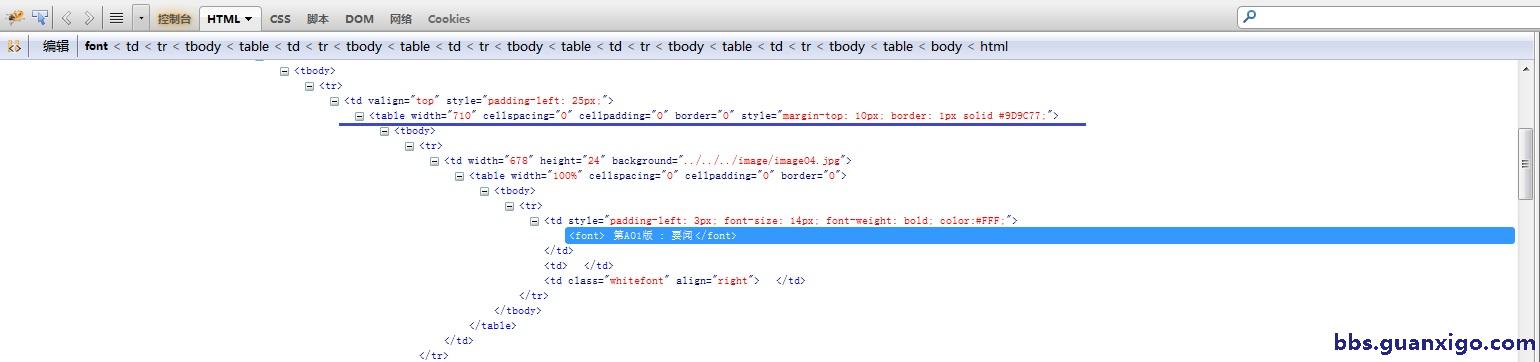 控制台 HTML CSS 脚本 DOM 网络 Cookies
编辑 font < td < tr < tbody < table < td < tr < tbody < table < td < tr < tbody < table < td < tr < tbody < table < td < tr < tbody < table < body < html
<tbody>
<tr>
<td valign="top" style="padding-left: 25px;">
<table width="710" cellspacing="0" cellpadding="0" border="0" style="margin-top: 10px; border: 1px solid #9D9C77;">
<tbody>
<tr>
<td width="678" height="24" background="../../../image/image04.jpg">
<table width="100%" cellspacing="0" cellpadding="0" border="0">
<tbody>
<tr>
<td style="padding-left: 3px; font-size: 14px; font-weight: bold; color:#FFF;">
<font> 第A01版 : 要闻</font>
</td>
<td> </td>
<td class="whitefont" align="right"> </td>
</tr>
</tbody>
</table>
</td>
</tr>
bbs.guanxigo.com